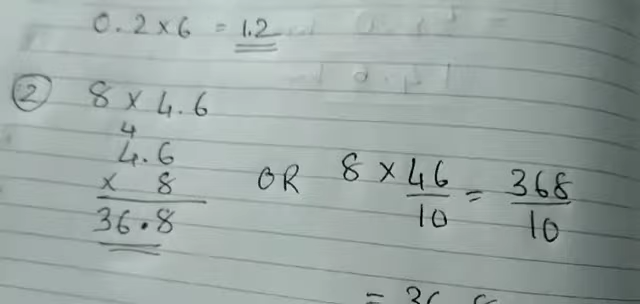 0.2 × 6 = 1.2
② 8 × 4.6
4
4.6
× 8
36.8
OR 8 × 46/10 = 368/10
= 36